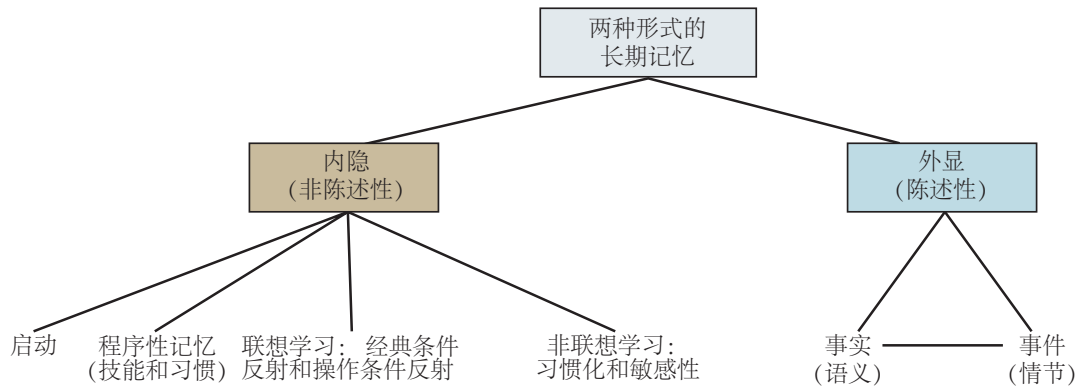 两种形式的
长期记忆
内隐
(非陈述性)
外显
(陈述性)
启动
程序性记忆
(技能和习惯)
联想学习：经典条件
反射和操作条件反射
非联想学习：
习惯化和敏感性
事实
(语义)
事件
(情节)